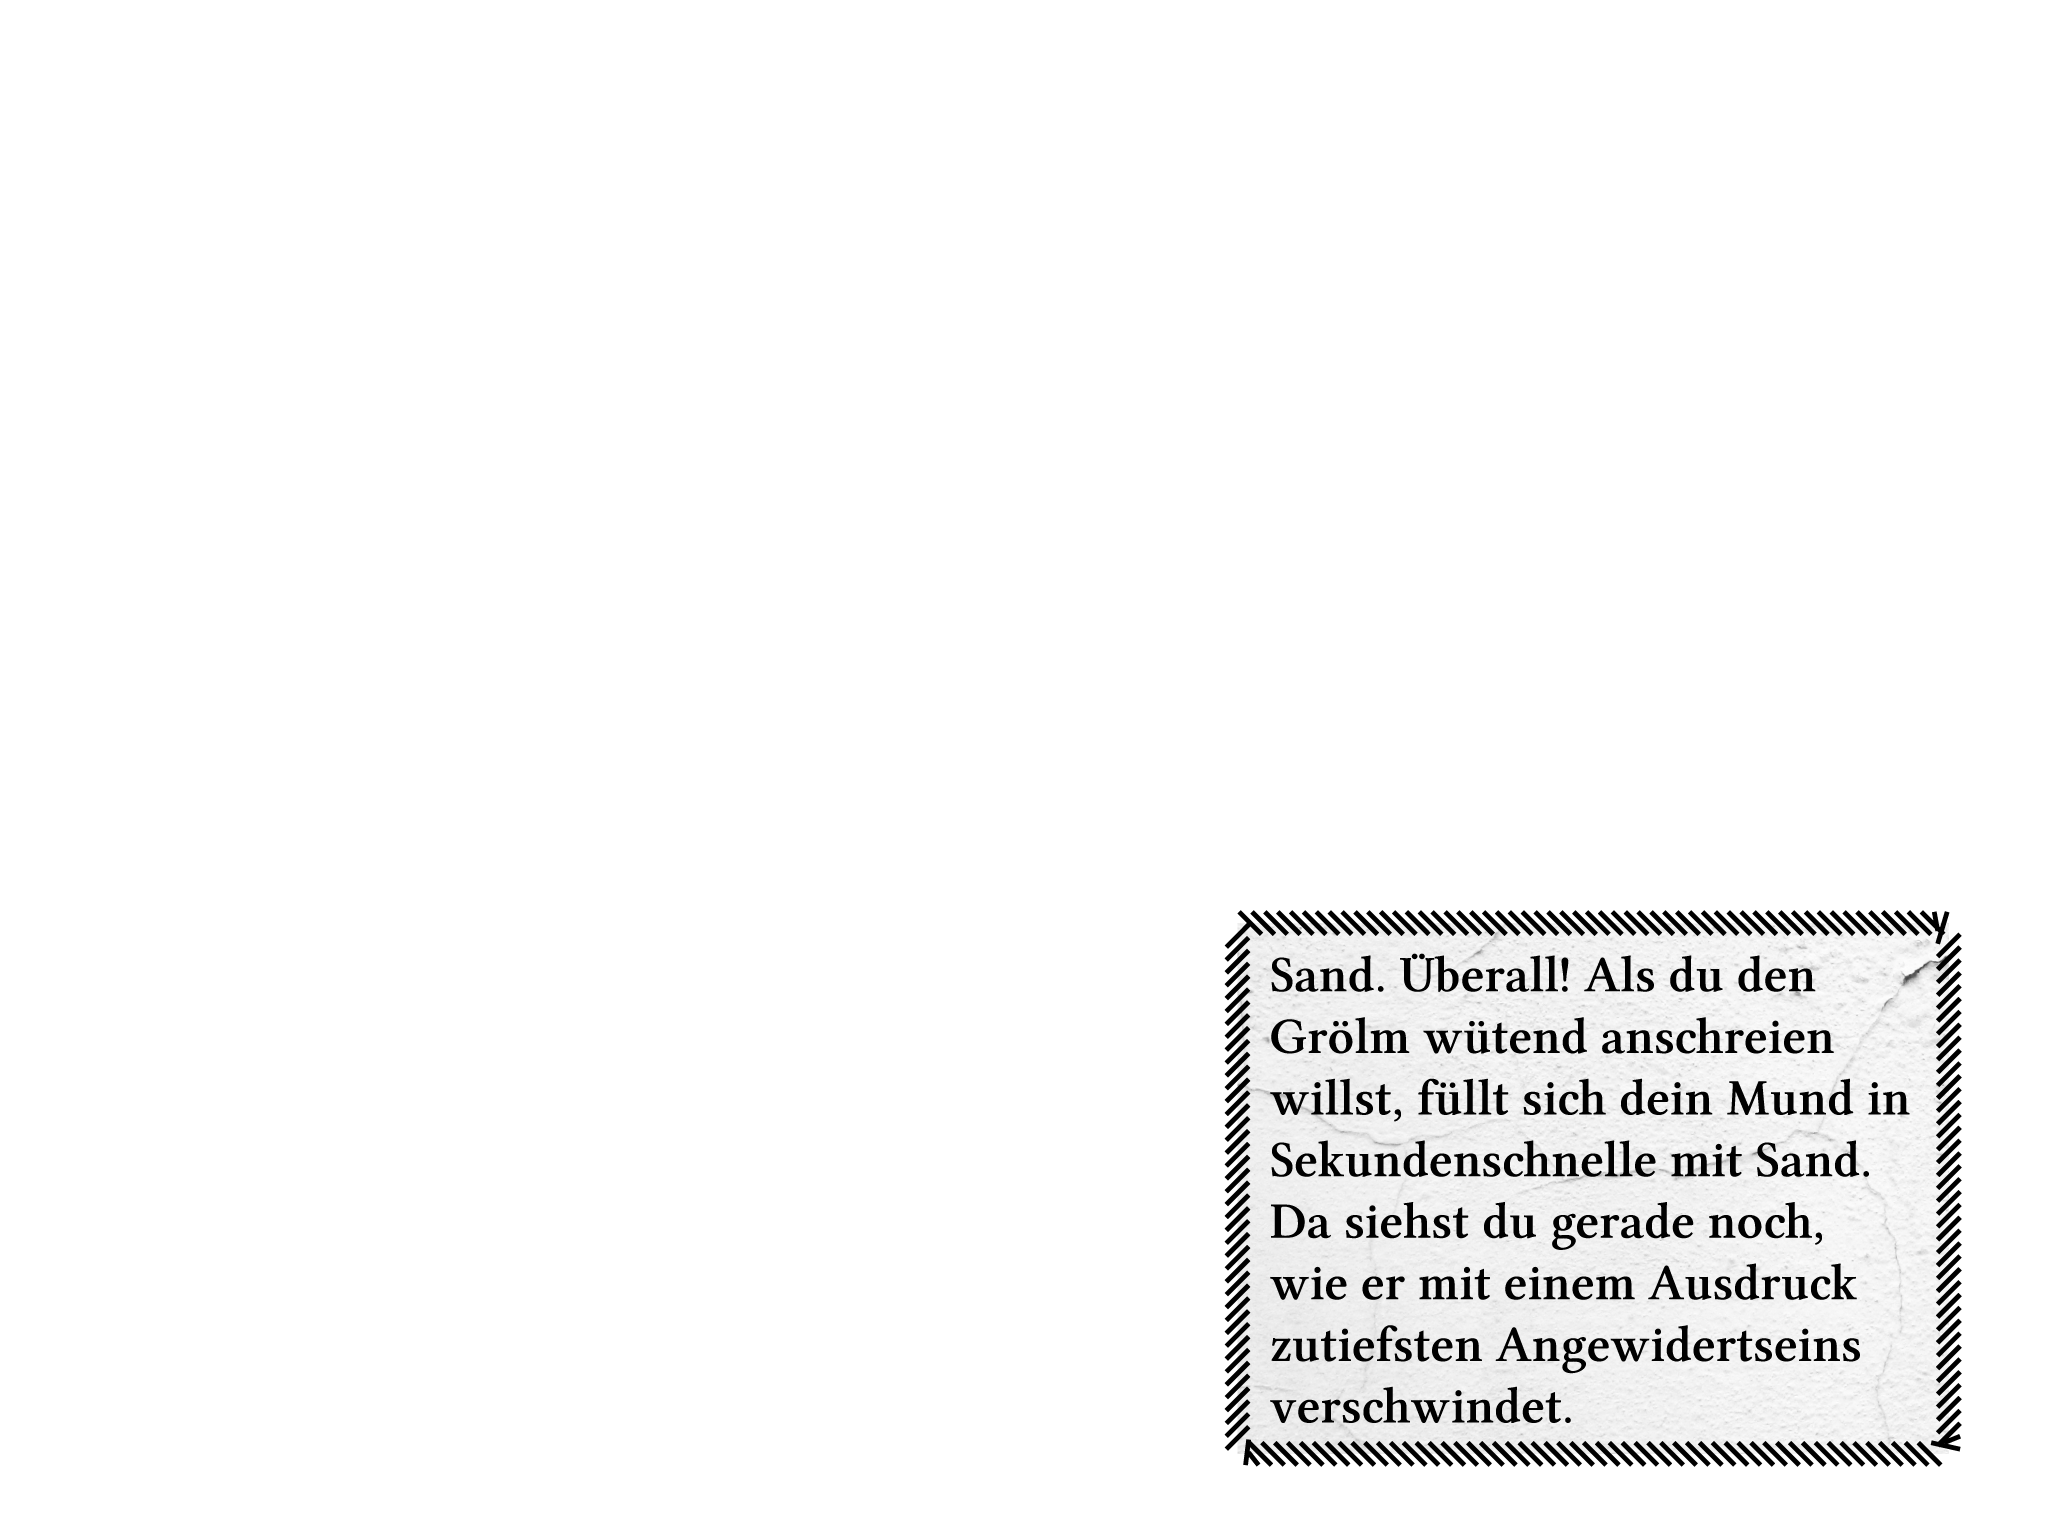 Sand. Überall! Als du den
Grölm wütend anschreien
willst, füllt sich dein Mund in
Sekundenschnelle mit Sand.
Da siehst du gerade noch,
wie er mit einem Ausdruck
zutiefsten Angewidertseins
verschwindet.